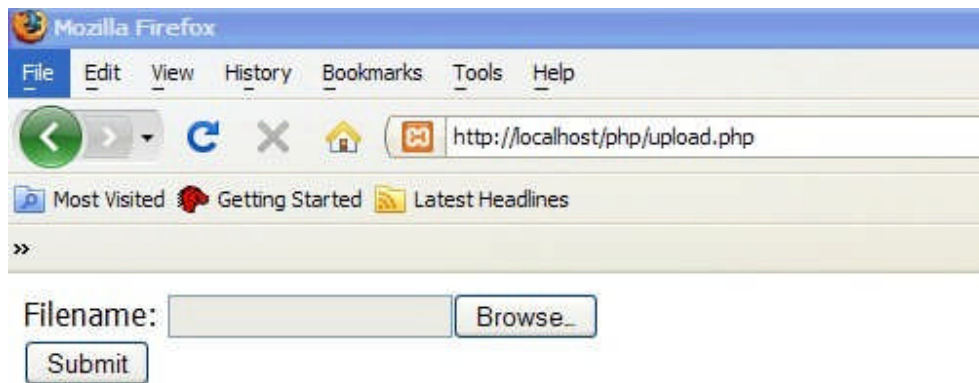 Mozilla Firefox
File Edit View History Bookmarks Tools Help
http://localhost/php/upload.php
Most Visited Getting Started Latest Headlines
»
Filename: Browse...
Submit